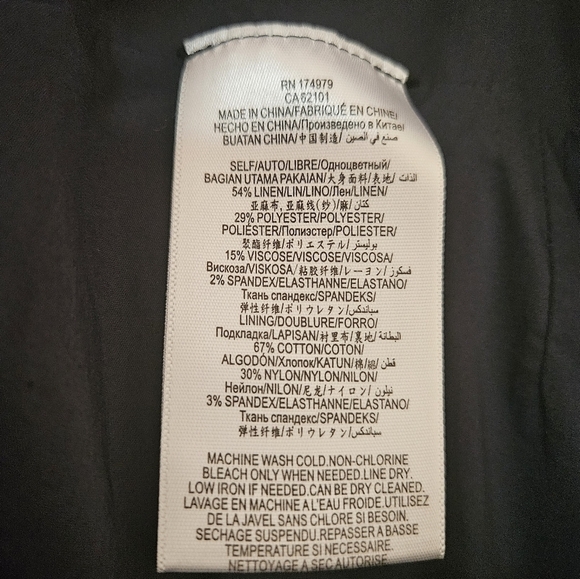 RN 174979
CA 62101
MADE IN CHINA/FABRIQUÉ EN CHINE/
HECHO EN CHINA/Произведено в Китае/
BUATAN CHINA/中国制造/ صنع في الصين
SELF/AUTO/LIBRE/Одноцветный/
BAGIAN UTAMA PAKAIAN/大身面料/表地/ الذات
54% LINEN/LIN/LINO/Лен/LINEN/
亚麻布, 亚麻线(纱)/麻/ كتان
29% POLYESTER/POLYESTER/
POLIÉSTER/Полиэстер/POLYESTER/
聚酯纤维/ポリエステル/ بوليستر
15% VISCOSE/VISCOSE/VISCOSA/
Вискоза/VISKOSA/粘胶纤维/レーヨン/ فسكوز
2% SPANDEX/ELASTHANNE/ELASTANO/
Ткань спандекс/SPANDEKS/
弹性纤维/ポリウレタン/ سباندكس
LINING/DOUBLURE/FORRO/
Подкладка/LAPISAN/衬里布/裏地/ البطانة
67% COTTON/COTON/
ALGODÓN/Хлопок/KATUN/棉/綿/ قطن
30% NYLON/NYLON/NILON/
Нейлон/NILON/尼龙/ナイロン/ نيلون
3% SPANDEX/ELASTHANNE/ELASTANO/
Ткань спандекс/SPANDEKS/
弹性纤维/ポリウレタン/ سباندكس
MACHINE WASH COLD.NON-CHLORINE
BLEACH ONLY WHEN NEEDED.LINE DRY.
LOW IRON IF NEEDED.CAN BE DRY CLEANED.
LAVAGE EN MACHINE A L'EAU FROIDE.UTILISEZ
DE LA JAVEL SANS CHLORE SI BESOIN.
SECHAGE SUSPENDU.REPASSER A BASSE
TEMPERATURE SI NECESSAIRE.
NETTOYAGE A SEC AUTORISE.